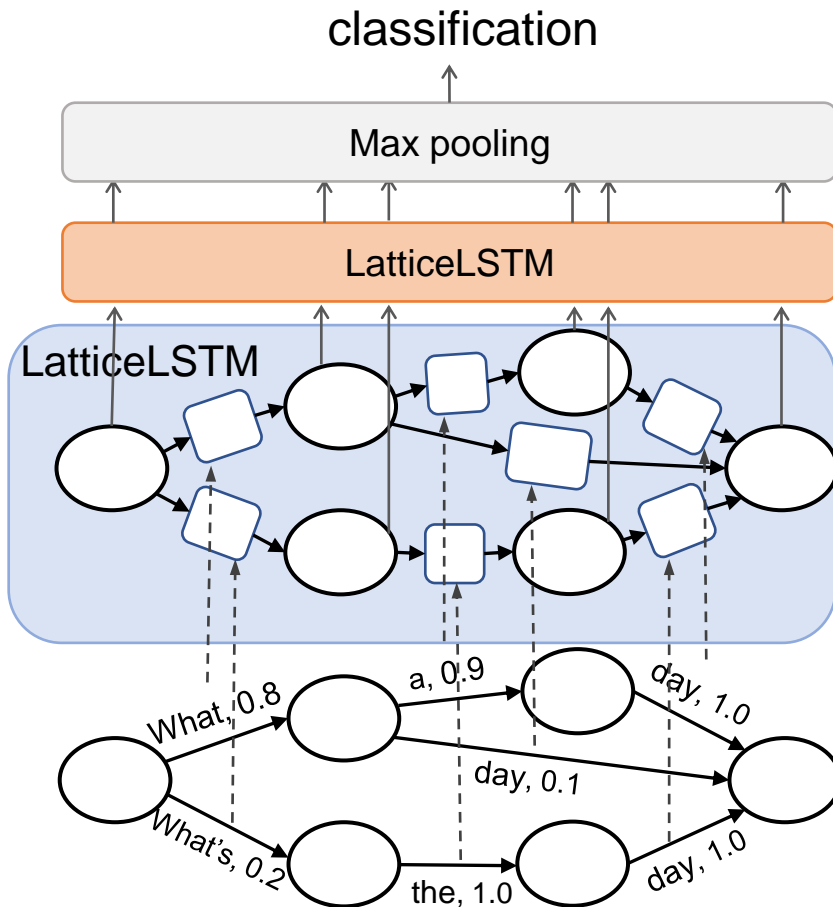 classification
Max pooling
LatticeLSTM
LatticeLSTM
What, 0.8
a, 0.9
day, 1.0
day, 0.1
What's, 0.2
the, 1.0
day, 1.0